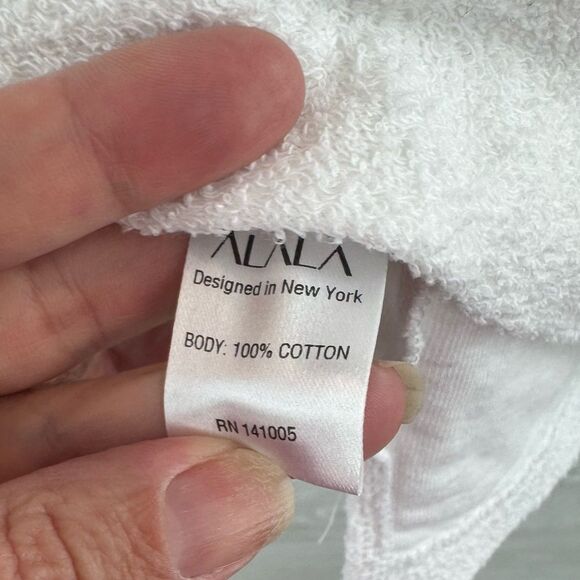 ALALA
Designed in New York
BODY: 100% COTTON
RN 141005